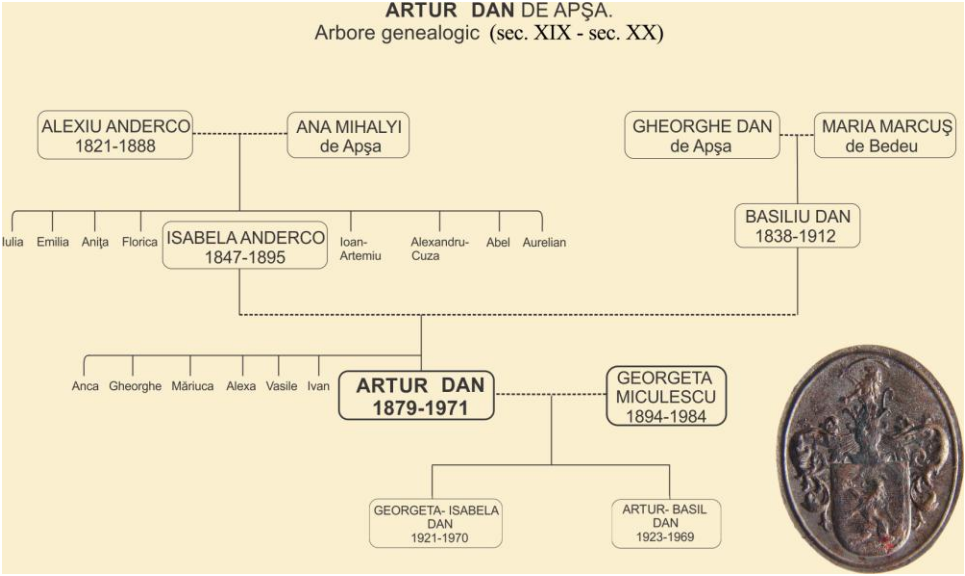 ARTUR DAN DE APŞA.
Arbore genealogic (sec. XIX - sec. XX)
ALEXIU ANDERCO
1821-1888
ANA MIHALYI
de Apşa
GHEORGHE DAN
de Apşa
MARIA MARCUŞ
de Bedeu
Iulia
Emilia
Aniţa
Florica
ISABELA ANDERCO
1847-1895
Ioan-
Artemiu
Alexandru-
Cuza
Abel
Aurelian
BASILIU DAN
1838-1912
Anca
Gheorghe
Măriuca
Alexa
Vasile
Ivan
ARTUR DAN
1879-1971
GEORGETA
MICULESCU
1894-1984
GEORGETA- ISABELA
DAN
1921-1970
ARTUR- BASIL
DAN
1923-1969